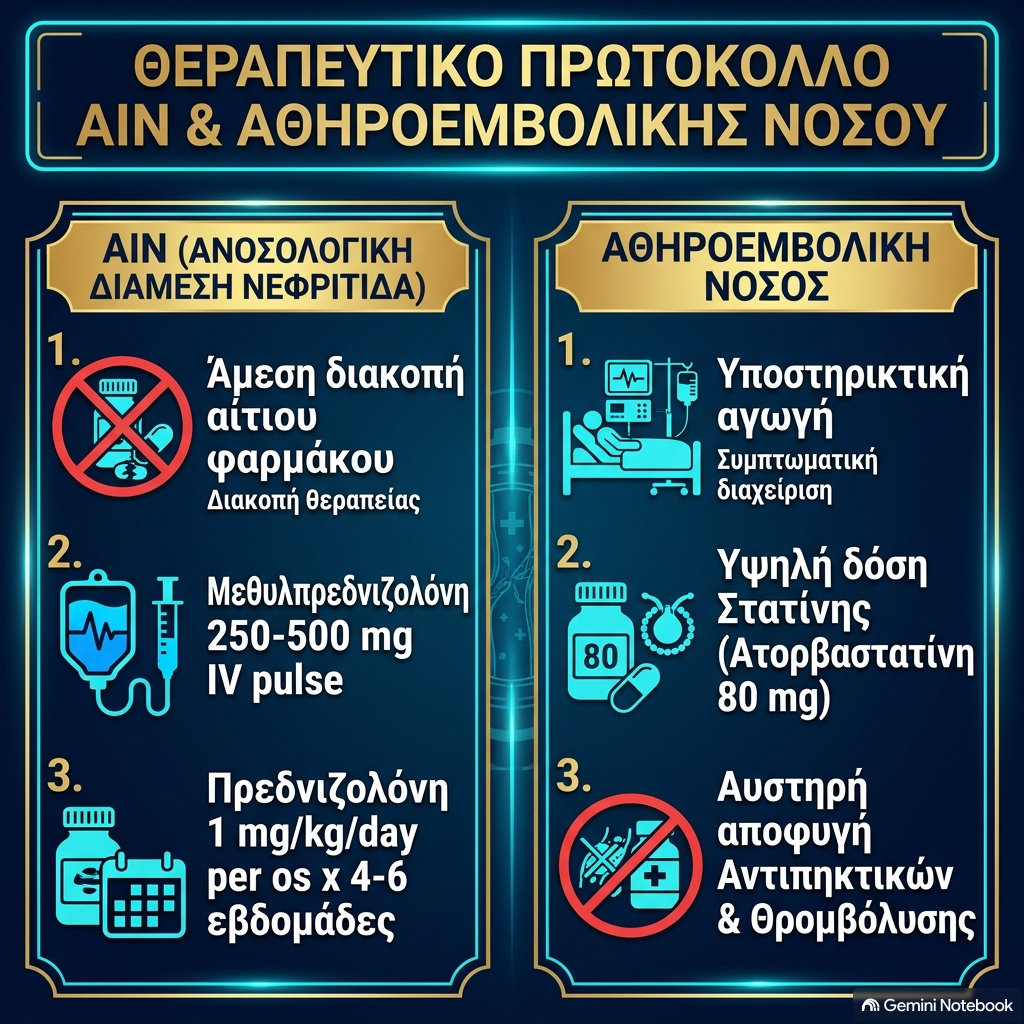 ΘΕΡΑΠΕΥΤΙΚΟ ΠΡΩΤΟΚΟΛΛΟ
ΑΙΝ & ΑΘΗΡΟΕΜΒΟΛΙΚΗΣ ΝΟΣΟΥ
ΑΙΝ (ΑΝΟΣΟΛΟΓΙΚΗ
ΔΙΑΜΕΣΗ ΝΕΦΡΙΤΙΔΑ)
1.
Άμεση διακοπή
αίτιου
φαρμάκου
Διακοπή θεραπείας
2.
Μεθυλπρεδνιζολόνη
250-500 mg
IV pulse
3.
Πρεδνιζολόνη
1 mg/kg/day
per os x 4-6
εβδομάδες
ΑΘΗΡΟΕΜΒΟΛΙΚΗ
ΝΟΣΟΣ
1.
Υποστηρικτική
αγωγή
Συμπτωματική
διαχείριση
2.
80
Υψηλή δόση
Στατίνης
(Ατορβαστατίνη
80 mg)
3.
Αυστηρή
αποφυγή
Αντιπηκτικών
& Θρομβόλυσης
Gemini Notebook